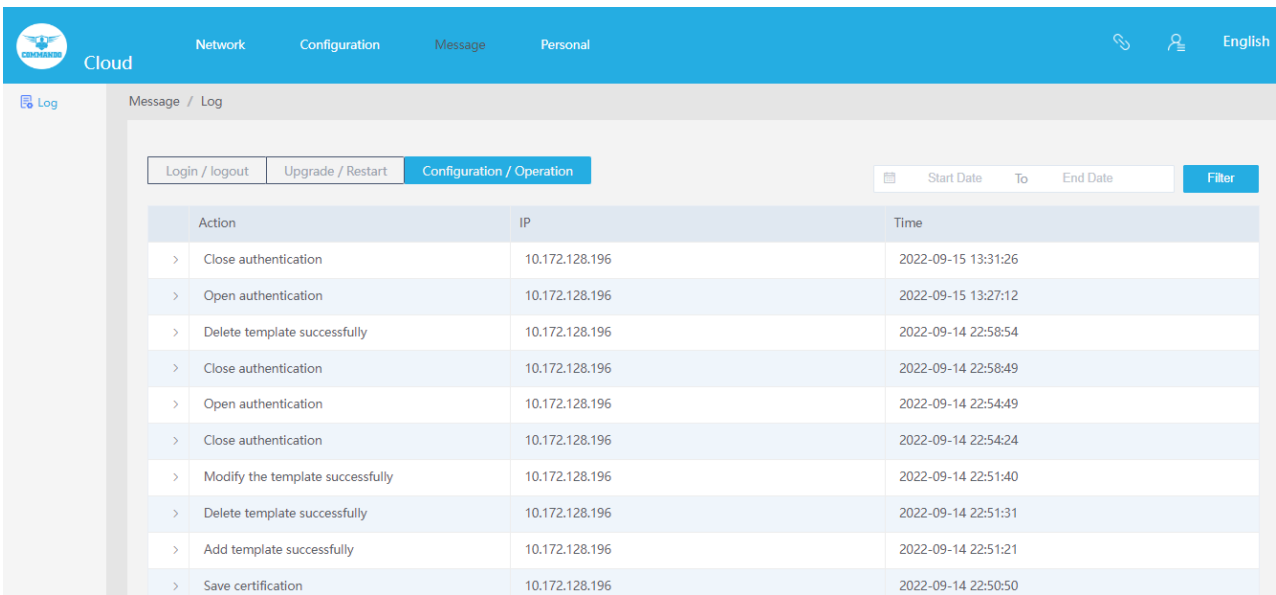 COMMANDO
Cloud
Network Configuration Message Personal English
Log
Message / Log
Login / logout Upgrade / Restart Configuration / Operation
Start Date To End Date Filter
Action IP Time
Close authentication 10.172.128.196 2022-09-15 13:31:26
Open authentication 10.172.128.196 2022-09-15 13:27:12
Delete template successfully 10.172.128.196 2022-09-14 22:58:54
Close authentication 10.172.128.196 2022-09-14 22:58:49
Open authentication 10.172.128.196 2022-09-14 22:54:49
Close authentication 10.172.128.196 2022-09-14 22:54:24
Modify the template successfully 10.172.128.196 2022-09-14 22:51:40
Delete template successfully 10.172.128.196 2022-09-14 22:51:31
Add template successfully 10.172.128.196 2022-09-14 22:51:21
Save certification 10.172.128.196 2022-09-14 22:50:50